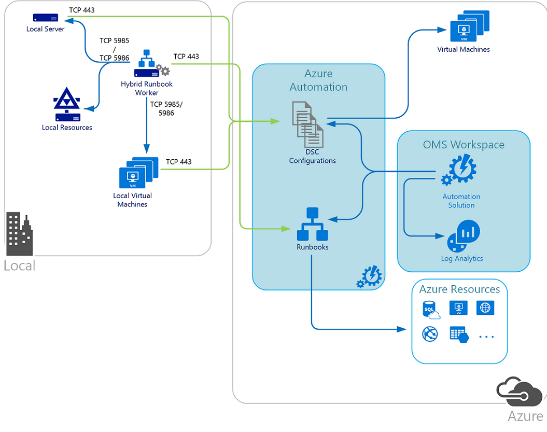 TCP 443
Local Server
TCP 5985
/
TCP 5986
TCP 443
Hybrid Runbook
Worker
Local Resources
TCP 5985/
5986
TCP 443
Local Virtual
Machines
Local
Virtual Machines
Azure
Automation
DSC
Configurations
Runbooks
OMS Workspace
Automation
Solution
Log Analytics
Azure Resources
SQL
...
Azure